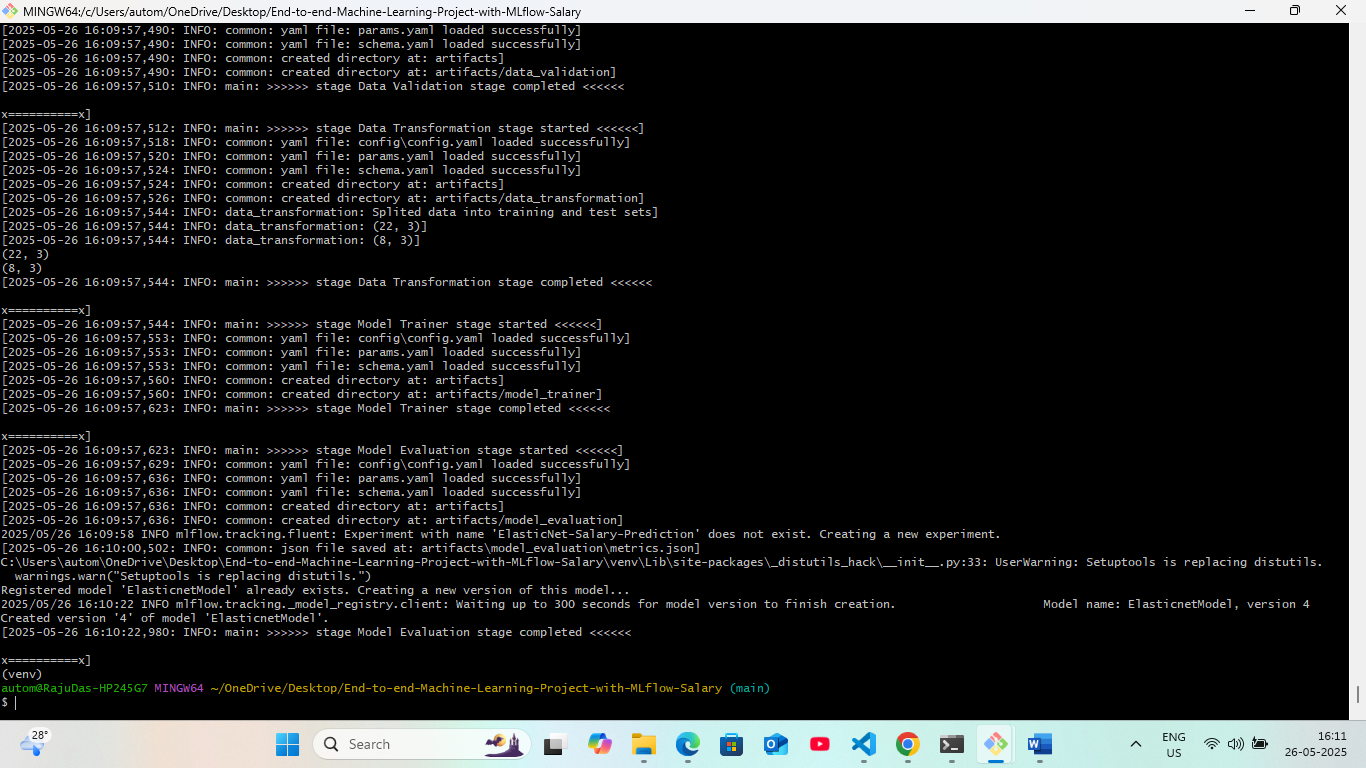 MINGW64:/c/Users/autom/OneDrive/Desktop/End-to-end-Machine-Learning-Project-with-MLflow-Salary
[2025-05-26 16:09:57,490: INFO: common: yaml file: params.yaml loaded successfully]
[2025-05-26 16:09:57,490: INFO: common: yaml file: schema.yaml loaded successfully]
[2025-05-26 16:09:57,490: INFO: common: created directory at: artifacts]
[2025-05-26 16:09:57,490: INFO: common: created directory at: artifacts/data_validation]
[2025-05-26 16:09:57,510: INFO: main: >>>>>> stage Data Validation stage completed <<<<<<
x==========x]
[2025-05-26 16:09:57,512: INFO: main: >>>>>> stage Data Transformation stage started <<<<<<]
[2025-05-26 16:09:57,518: INFO: common: yaml file: config\config.yaml loaded successfully]
[2025-05-26 16:09:57,520: INFO: common: yaml file: params.yaml loaded successfully]
[2025-05-26 16:09:57,524: INFO: common: yaml file: schema.yaml loaded successfully]
[2025-05-26 16:09:57,524: INFO: common: created directory at: artifacts]
[2025-05-26 16:09:57,526: INFO: common: created directory at: artifacts/data_transformation]
[2025-05-26 16:09:57,544: INFO: data_transformation: Splited data into training and test sets]
[2025-05-26 16:09:57,544: INFO: data_transformation: (22, 3)]
[2025-05-26 16:09:57,544: INFO: data_transformation: (8, 3)]
(22, 3)
(8, 3)
[2025-05-26 16:09:57,544: INFO: main: >>>>>> stage Data Transformation stage completed <<<<<<
x==========x]
[2025-05-26 16:09:57,544: INFO: main: >>>>>> stage Model Trainer stage started <<<<<<]
[2025-05-26 16:09:57,553: INFO: common: yaml file: config\config.yaml loaded successfully]
[2025-05-26 16:09:57,553: INFO: common: yaml file: params.yaml loaded successfully]
[2025-05-26 16:09:57,553: INFO: common: yaml file: schema.yaml loaded successfully]
[2025-05-26 16:09:57,560: INFO: common: created directory at: artifacts]
[2025-05-26 16:09:57,560: INFO: common: created directory at: artifacts/model_trainer]
[2025-05-26 16:09:57,623: INFO: main: >>>>>> stage Model Trainer stage completed <<<<<<
x==========x]
[2025-05-26 16:09:57,623: INFO: main: >>>>>> stage Model Evaluation stage started <<<<<<]
[2025-05-26 16:09:57,629: INFO: common: yaml file: config\config.yaml loaded successfully]
[2025-05-26 16:09:57,636: INFO: common: yaml file: params.yaml loaded successfully]
[2025-05-26 16:09:57,636: INFO: common: yaml file: schema.yaml loaded successfully]
[2025-05-26 16:09:57,636: INFO: common: created directory at: artifacts]
[2025-05-26 16:09:57,636: INFO: common: created directory at: artifacts/model_evaluation]
2025/05/26 16:09:58 INFO mlflow.tracking.fluent: Experiment with name 'ElasticNet-Salary-Prediction' does not exist. Creating a new experiment.
[2025-05-26 16:10:00,502: INFO: common: json file saved at: artifacts\model_evaluation\metrics.json]
C:\Users\autom\OneDrive\Desktop\End-to-end-Machine-Learning-Project-with-MLflow-Salary\venv\Lib\site-packages\_distutils_hack\__init__.py:33: UserWarning: Setuptools is replacing distutils.
warnings.warn("Setuptools is replacing distutils.")
Registered model 'ElasticnetModel' already exists. Creating a new version of this model...
2025/05/26 16:10:22 INFO mlflow.tracking._model_registry.client: Waiting up to 300 seconds for model version to finish creation. Model name: ElasticnetModel, version 4
Created version '4' of model 'ElasticnetModel'.
[2025-05-26 16:10:22,980: INFO: main: >>>>>> stage Model Evaluation stage completed <<<<<<
x==========x]
(venv)
autom@RajuDas-HP245G7 MINGW64 ~/OneDrive/Desktop/End-to-end-Machine-Learning-Project-with-MLflow-Salary (main)
$
28°
Search
ENG
US
16:11
26-05-2025